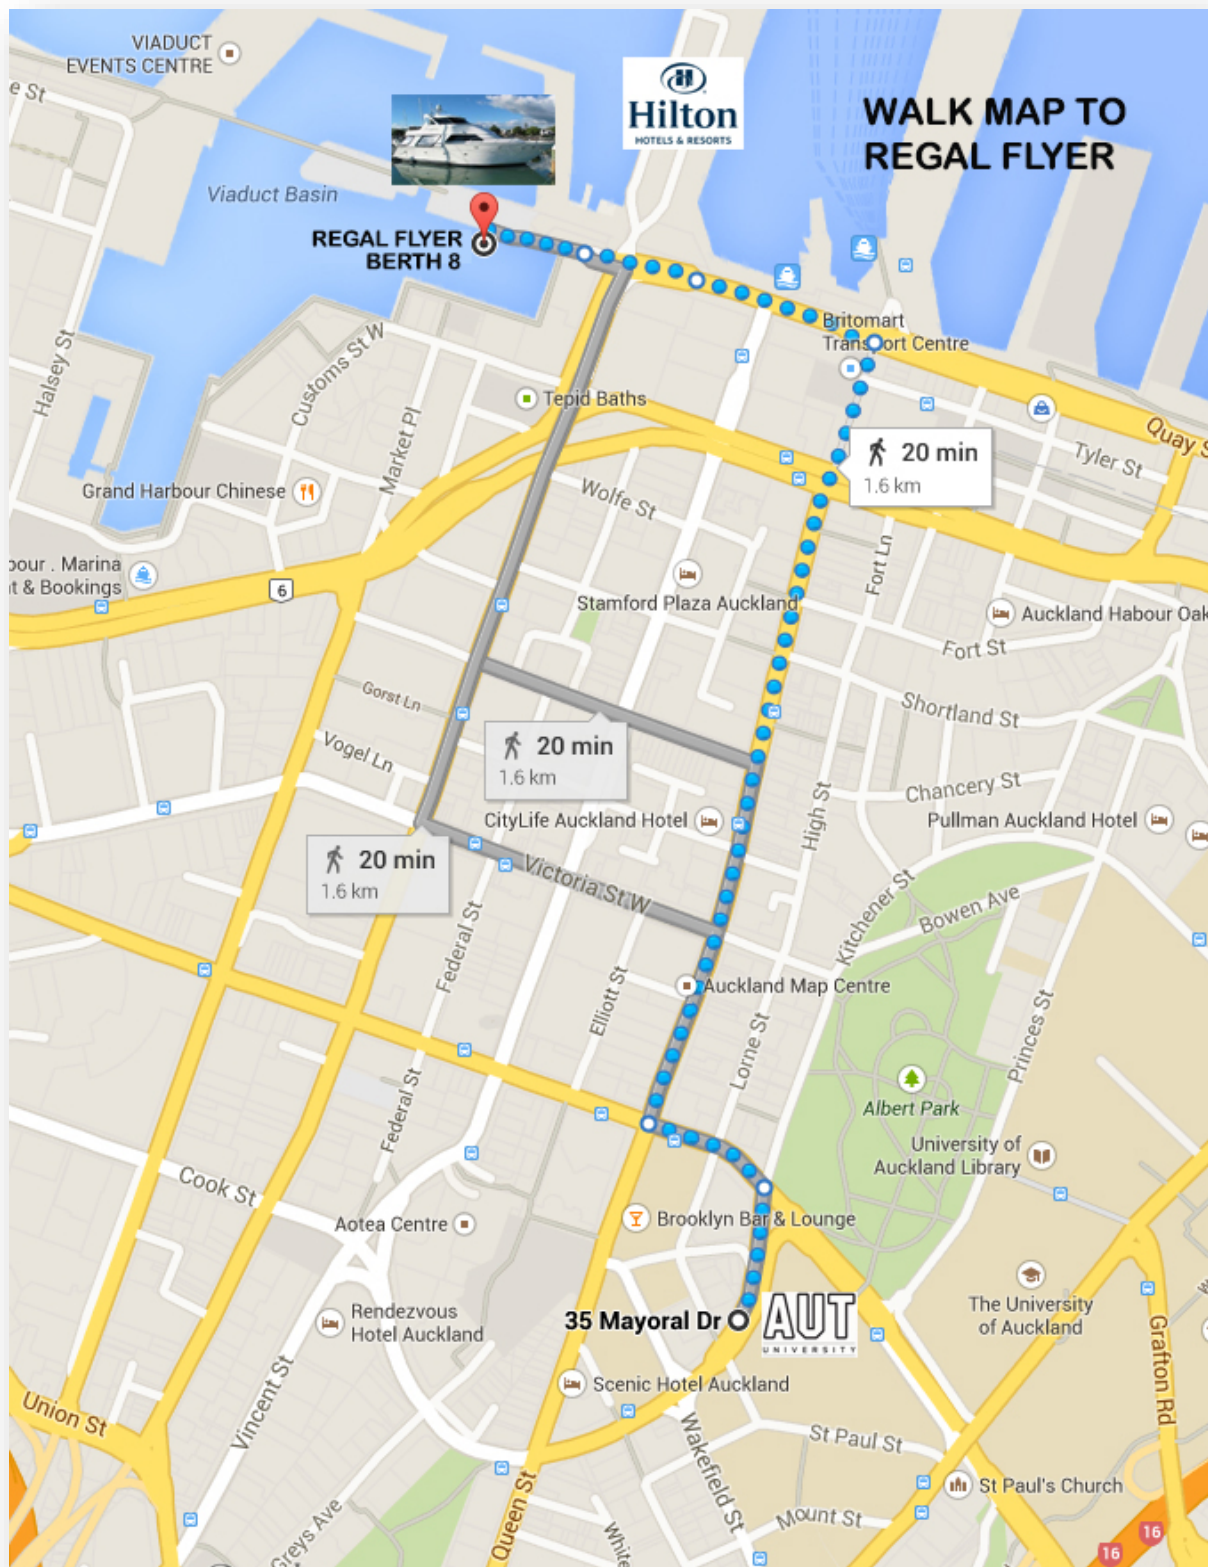 VIADUCT
EVENTS CENTRE
e St
Hilton
HOTELS & RESORTS
WALK MAP TO
REGAL FLYER
Viaduct Basin
REGAL FLYER
BERTH 8
Britomart
Transport Centre
Halsey St
Customs St W
Market Pl
Tepid Baths
Quay S
Tyler St
20 min
1.6 km
Grand Harbour Chinese
Wolfe St
Fort Ln
bour . Marina
t & Bookings
6
Stamford Plaza Auckland
Auckland Habour Oak
Fort St
Gorst Ln
Shortland St
Vogel Ln
20 min
1.6 km
Chancery St
High St
CityLife Auckland Hotel
Pullman Auckland Hotel
20 min
1.6 km
Victoria St W
Kitchener St
Bowen Ave
Federal St
Elliott St
Auckland Map Centre
Lorne St
Princes St
Federal St
Albert Park
University of
Auckland Library
Cook St
Aotea Centre
Brooklyn Bar & Lounge
Rendezvous
Hotel Auckland
35 Mayoral Dr
AUT
UNIVERSITY
The University
of Auckland
Grafton Rd
Union St
Vincent St
Scenic Hotel Auckland
Wakefield St
St Paul St
St Paul's Church
Queen St
Greys Ave
Mount St
White
16
16